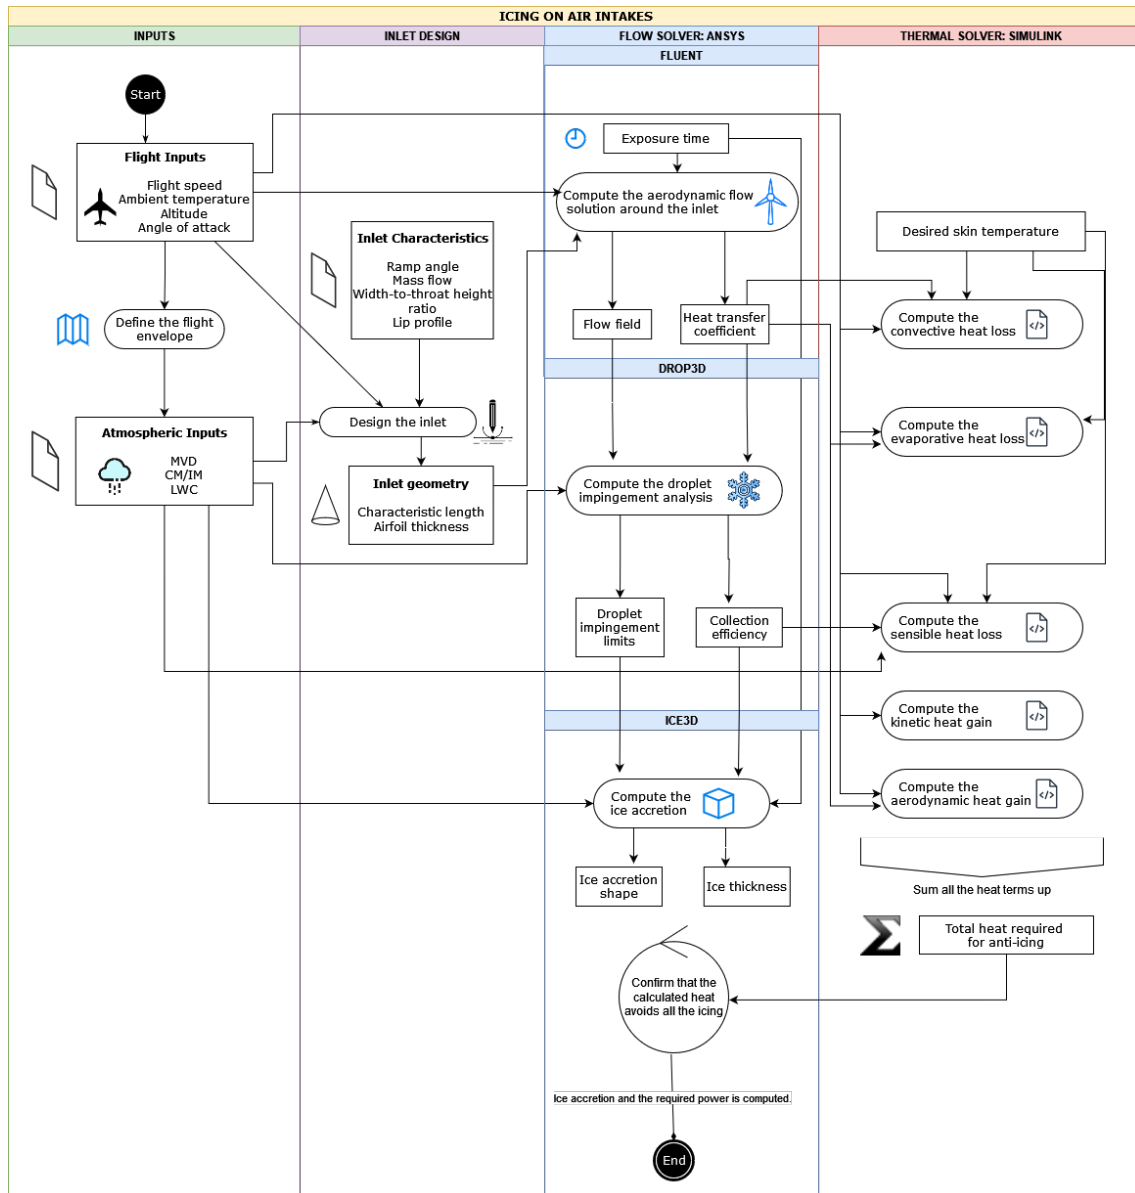 ICING ON AIR INTAKES
INPUTS
INLET DESIGN
FLOW SOLVER: ANSYS
THERMAL SOLVER: SIMULINK
FLUENT
Start
Flight Inputs
Flight speed
Ambient temperature
Altitude
Angle of attack
Define the flight
envelope
Atmospheric Inputs
MVD
CM/IM
LWC
Inlet Characteristics
Ramp angle
Mass flow
Width-to-throat height
ratio
Lip profile
Design the inlet
Inlet geometry
Characteristic length
Airfoil thickness
Exposure time
Compute the aerodynamic flow
solution around the inlet
Flow field
Heat transfer
coefficient
DROP3D
Compute the droplet
impingement analysis
Droplet
impingement
limits
Collection
efficiency
ICE3D
Compute the
ice accretion
Ice accretion
shape
Ice thickness
Confirm that the
calculated heat
avoids all the icing
Ice accretion and the required power is computed.
End
Desired skin temperature
Compute the
convective heat loss
</>
Compute the
evaporative heat loss
</>
Compute the
sensible heat loss
</>
Compute the
kinetic heat gain
</>
Compute the
aerodynamic heat gain
</>
Sum all the heat terms up
Σ
Total heat required
for anti-icing